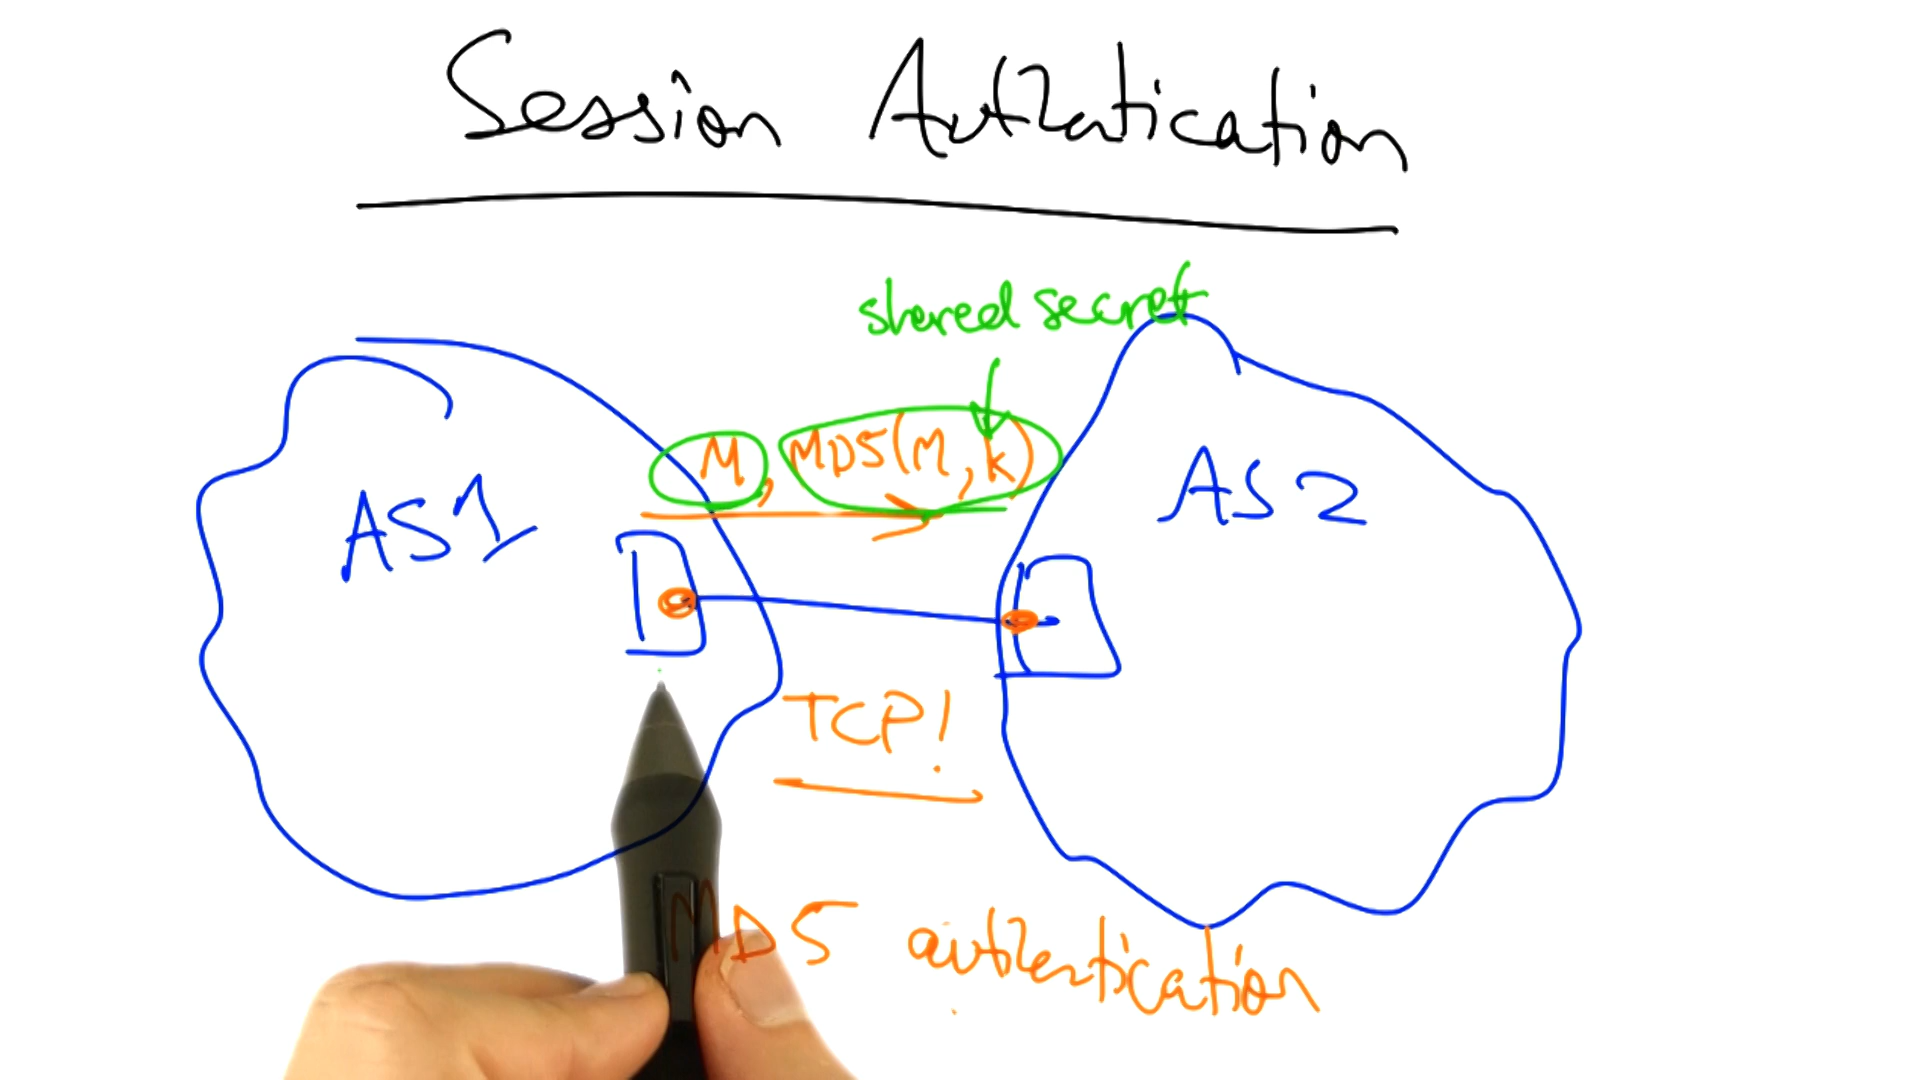 Session Authentication
shared secret
M, MD5(M, k)
AS1
AS2
TCP!
MD5 authentication